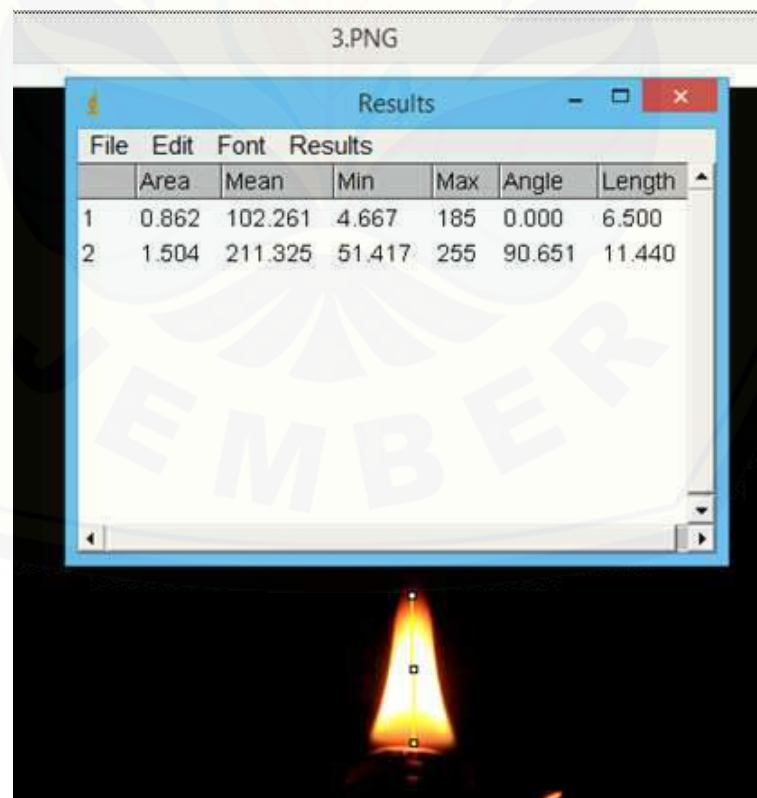 3.PNG
Results
File Edit Font Results
Area Mean Min Max Angle Length
1 0.862 102.261 4.667 185 0.000 6.500
2 1.504 211.325 51.417 255 90.651 11.440
JEMBER